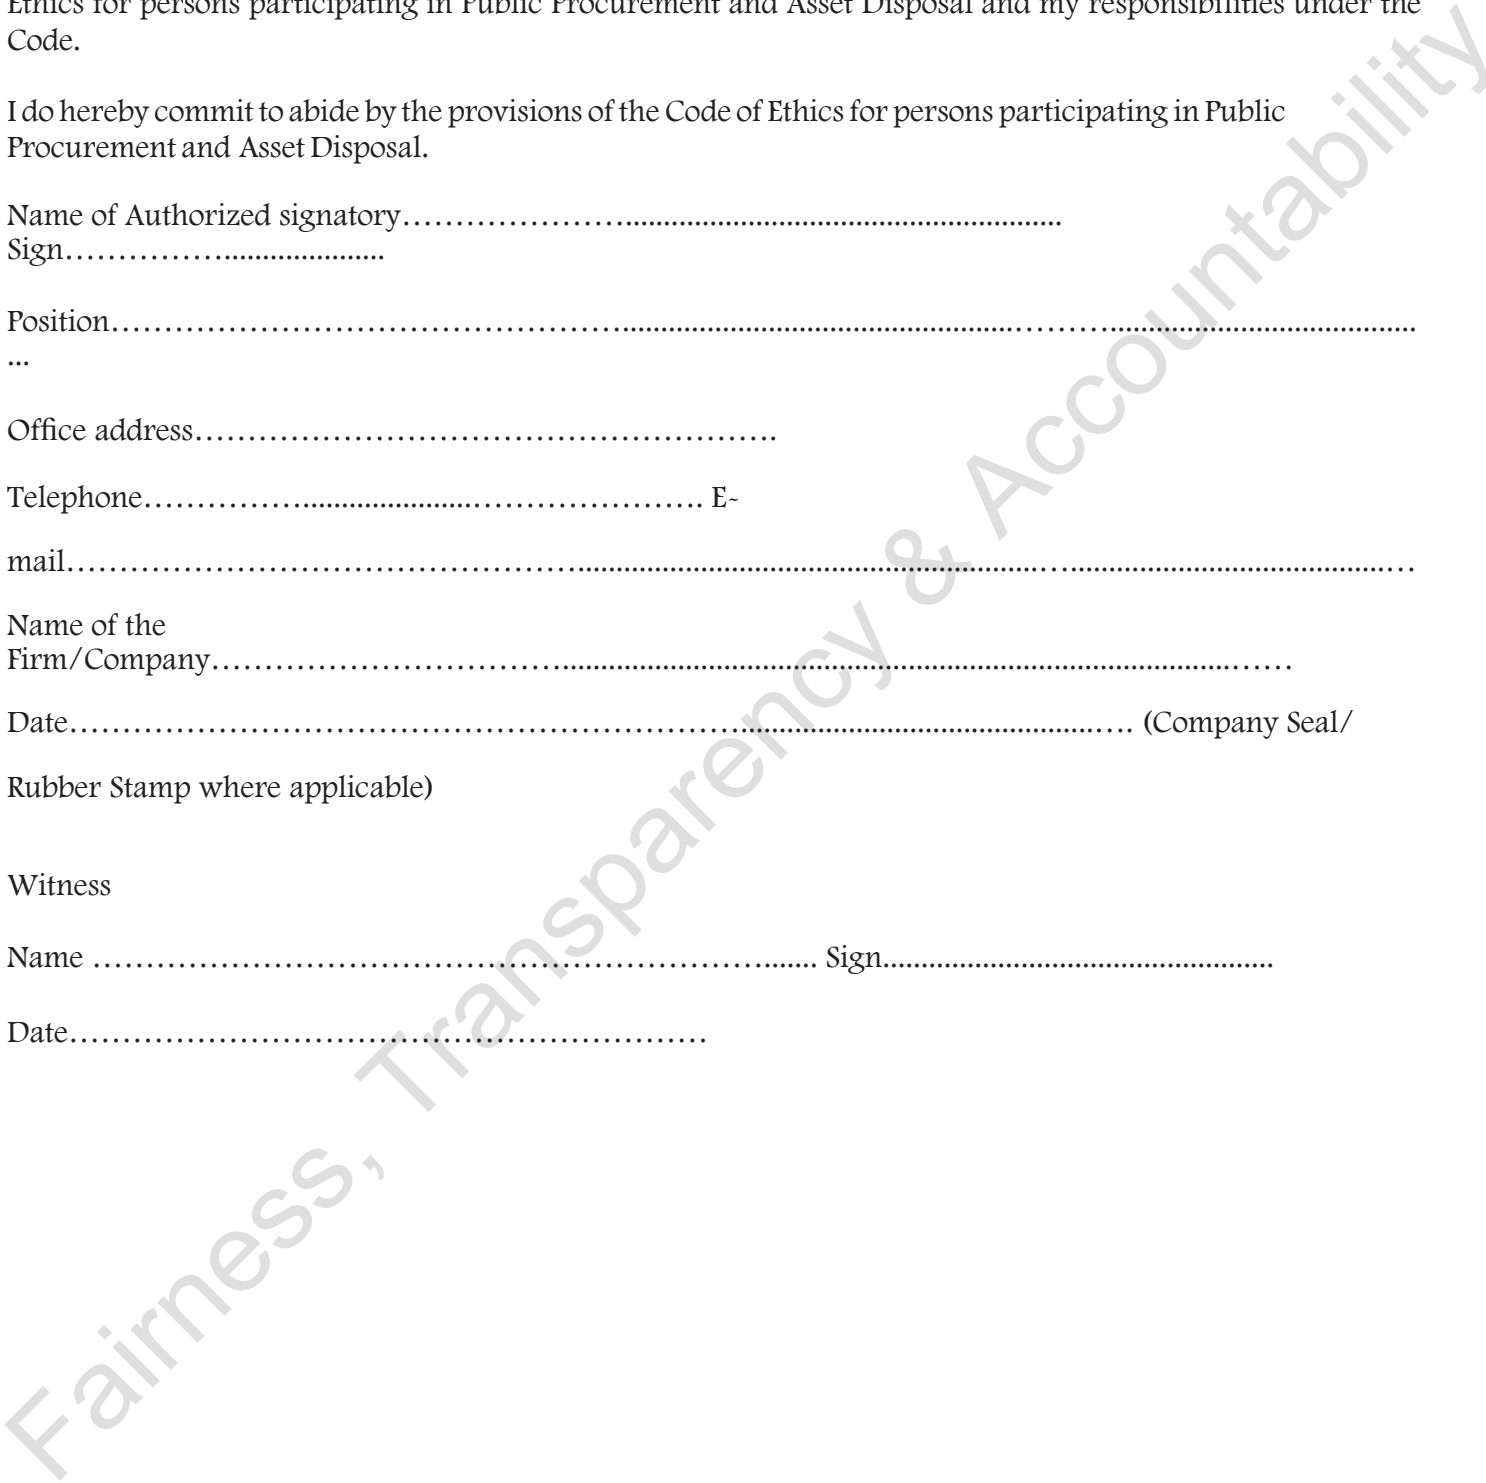 Ethics for persons participating in Public Procurement and Asset Disposal and my responsibilities under the
Code.
I do hereby commit to abide by the provisions of the Code of Ethics for persons participating in Public
Procurement and Asset Disposal.
Name of Authorized signatory…………………….........................................................
Sign………………......................
Position…………………………………………………....................................................………….........................................
...
Office address……………………………………………………….
Telephone………………......................……………………. E-
mail…………………………………………………............................................................…..........................................…
Name of the
Firm/Company…………………………………......................................................................................……
Date………………………………………………………………...............................................…. (Company Seal/
Rubber Stamp where applicable)
Witness
Name ………………………………………………………………....... Sign...................................................
Date……………………………………………………………
Fairness, Transparency & Accountability